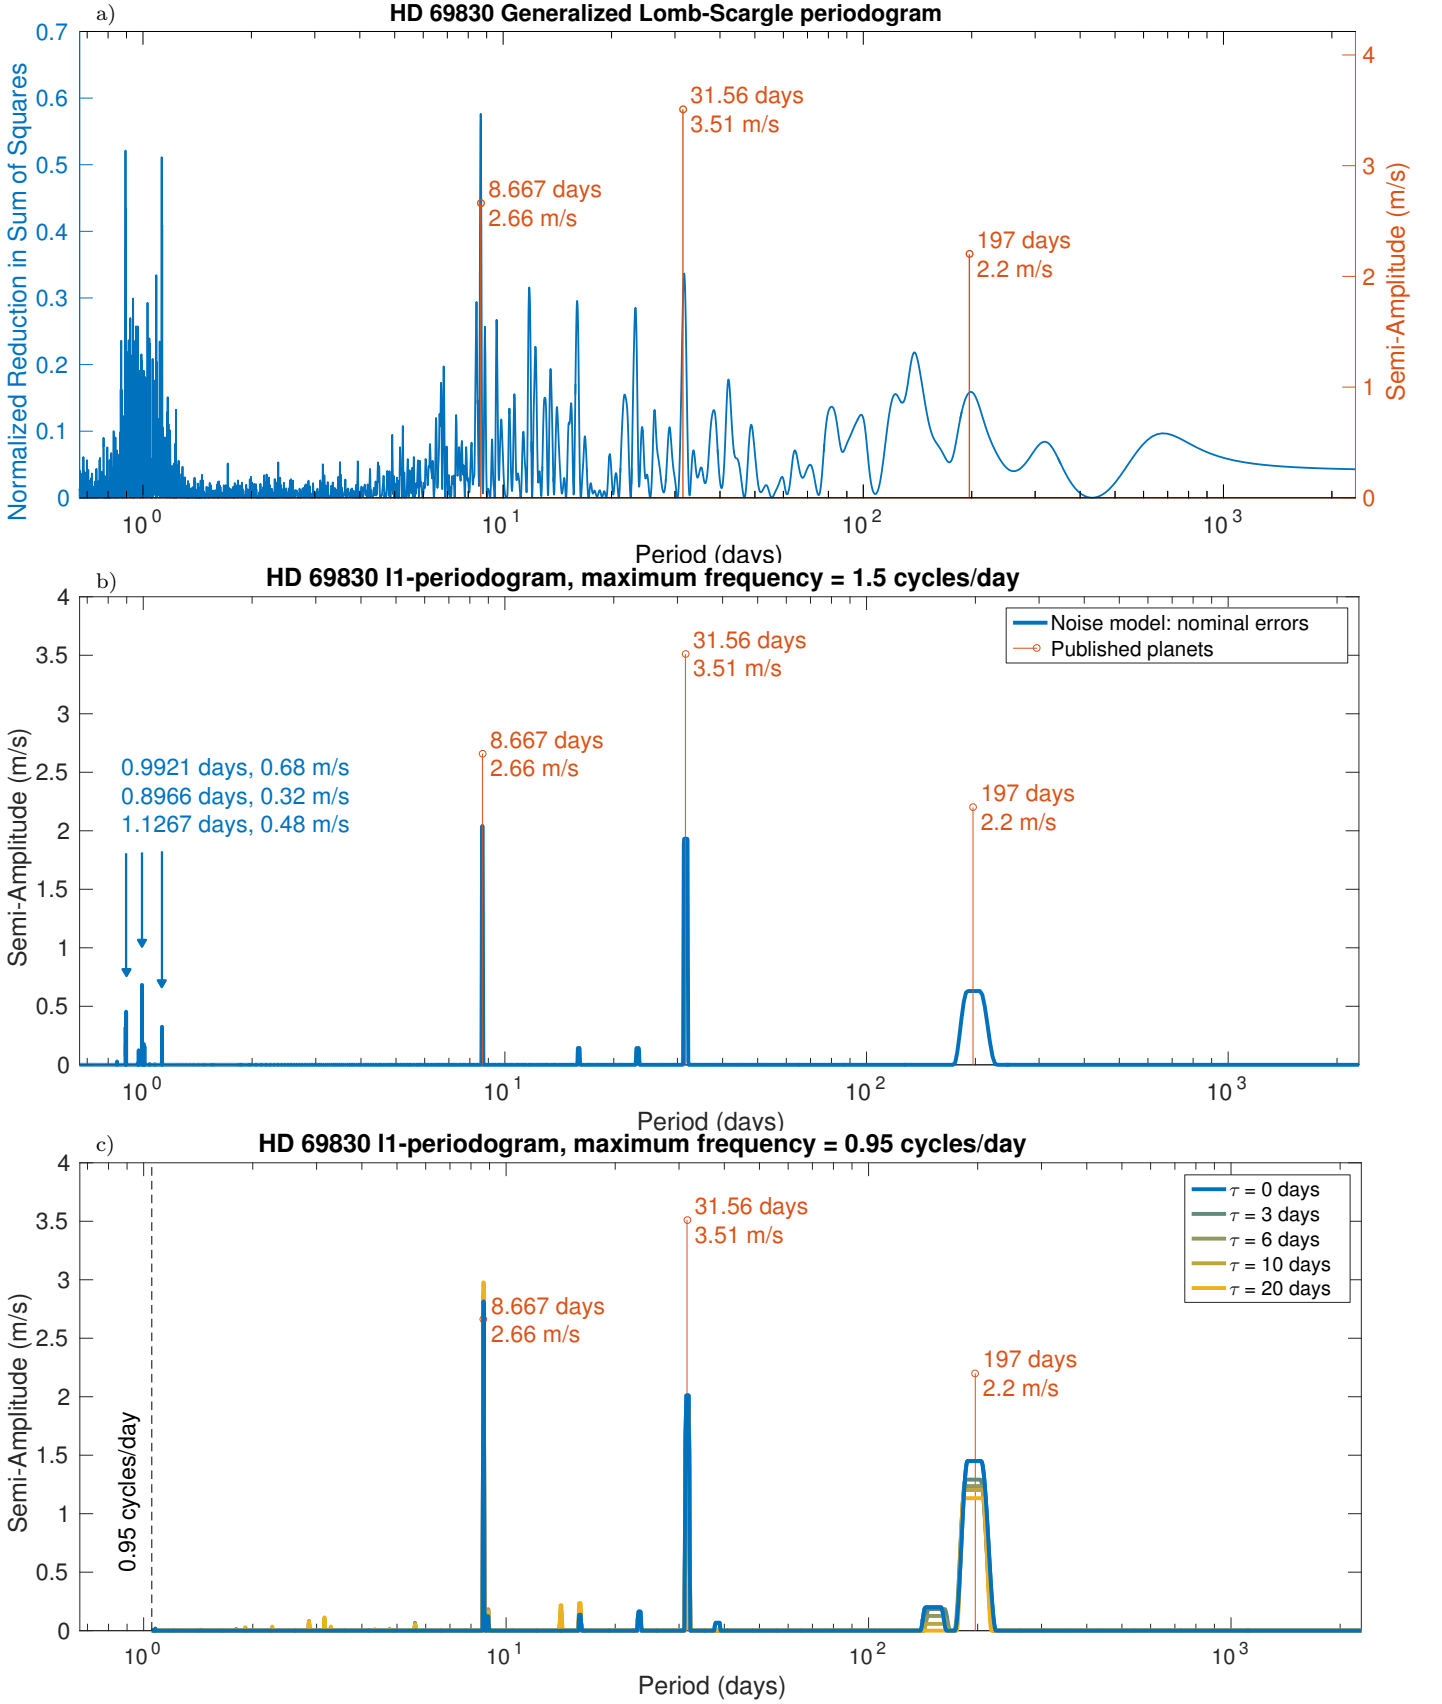 a)
HD 69830 Generalized Lomb-Scargle periodogram
Normalized Reduction in Sum of Squares
0.7
0.6
0.5
0.4
0.3
0.2
0.1
0
31.56 days
3.51 m/s
8.667 days
2.66 m/s
197 days
2.2 m/s
4
3
2
1
0
Semi-Amplitude (m/s)
10^0
10^1
10^2
10^3
Period (days)
b)
HD 69830 l1-periodogram, maximum frequency = 1.5 cycles/day
Semi-Amplitude (m/s)
4
3.5
3
2.5
2
1.5
1
0.5
0
Noise model: nominal errors
Published planets
31.56 days
3.51 m/s
8.667 days
2.66 m/s
0.9921 days, 0.68 m/s
0.8966 days, 0.32 m/s
1.1267 days, 0.48 m/s
197 days
2.2 m/s
10^0
10^1
10^2
10^3
Period (days)
c)
HD 69830 l1-periodogram, maximum frequency = 0.95 cycles/day
Semi-Amplitude (m/s)
4
3.5
3
2.5
2
1.5
1
0.5
0
0.95 cycles/day
τ = 0 days
τ = 3 days
τ = 6 days
τ = 10 days
τ = 20 days
31.56 days
3.51 m/s
8.667 days
2.66 m/s
197 days
2.2 m/s
10^0
10^1
10^2
10^3
Period (days)